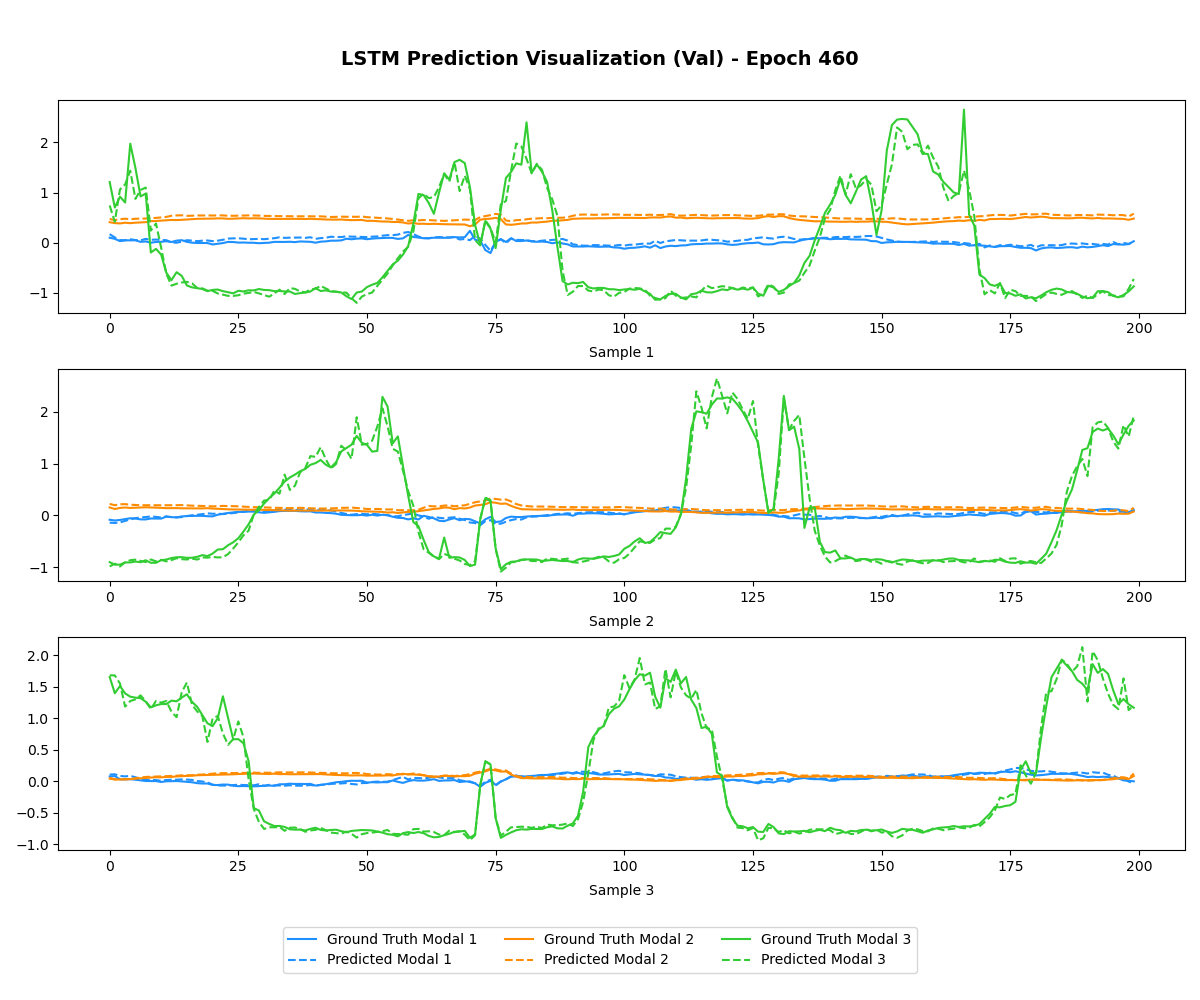 LSTM Prediction Visualization (Val) - Epoch 460
2
1
0
−1
0 25 50 75 100 125 150 175 200
Sample 1
2
1
0
−1
0 25 50 75 100 125 150 175 200
Sample 2
2.0
1.5
1.0
0.5
0.0
−0.5
−1.0
0 25 50 75 100 125 150 175 200
Sample 3
Ground Truth Modal 1 Ground Truth Modal 2 Ground Truth Modal 3
Predicted Modal 1 Predicted Modal 2 Predicted Modal 3